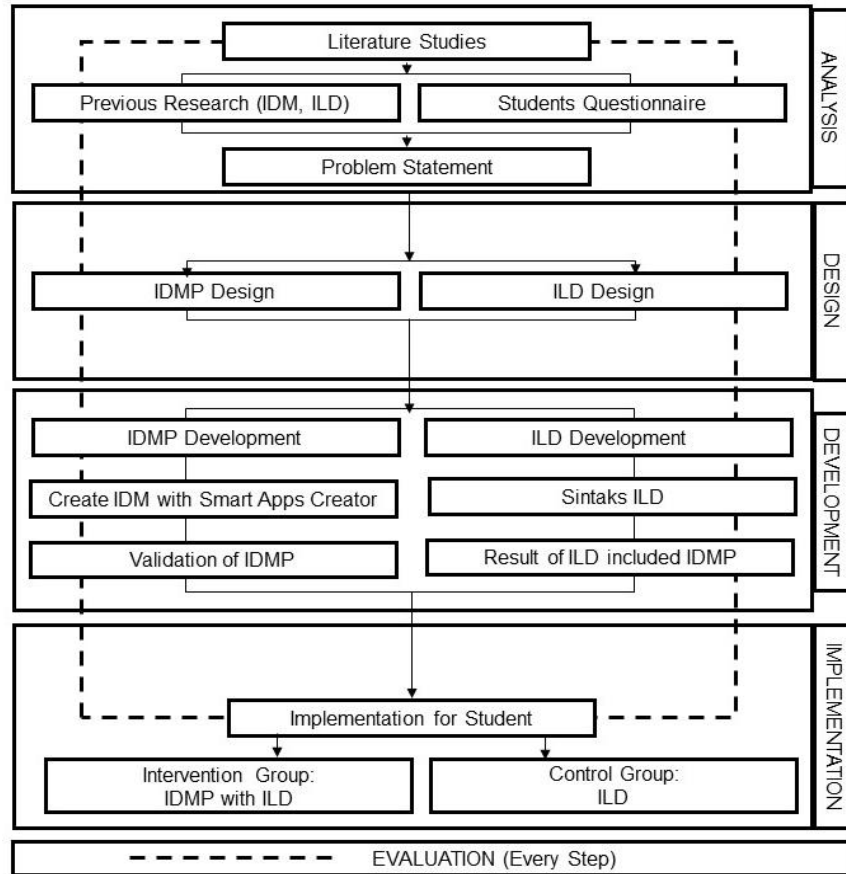 Literature Studies
Previous Research (IDM, ILD)
Students Questionnaire
Problem Statement
ANALYSIS
IDMP Design
ILD Design
DESIGN
IDMP Development
ILD Development
Create IDM with Smart Apps Creator
Sintaks ILD
Validation of IDMP
Result of ILD included IDMP
DEVELOPMENT
Implementation for Student
Intervention Group:
IDMP with ILD
Control Group:
ILD
IMPLEMENTATION
EVALUATION (Every Step)